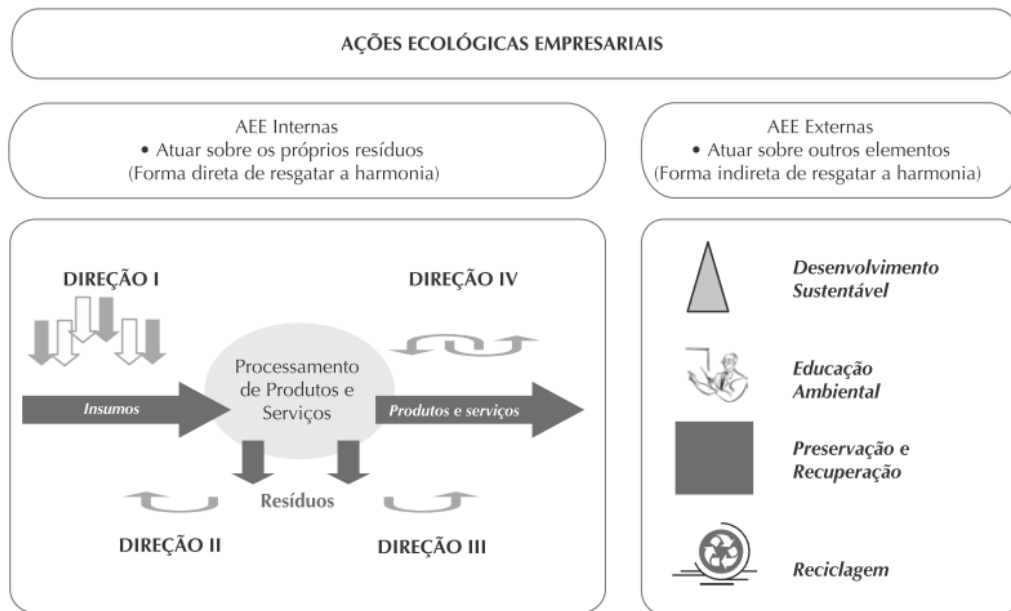 AÇÕES ECOLÓGICAS EMPRESARIAIS
AEE Internas
• Atuar sobre os próprios resíduos
(Forma direta de resgatar a harmonia)
AEE Externas
• Atuar sobre outros elementos
(Forma indireta de resgatar a harmonia)
DIREÇÃO I
DIREÇÃO IV
Processamento
de Produtos e
Serviços
Insumos
Produtos e serviços
Resíduos
DIREÇÃO II
DIREÇÃO III
Desenvolvimento
Sustentável
Educação
Ambiental
Preservação e
Recuperação
Reciclagem